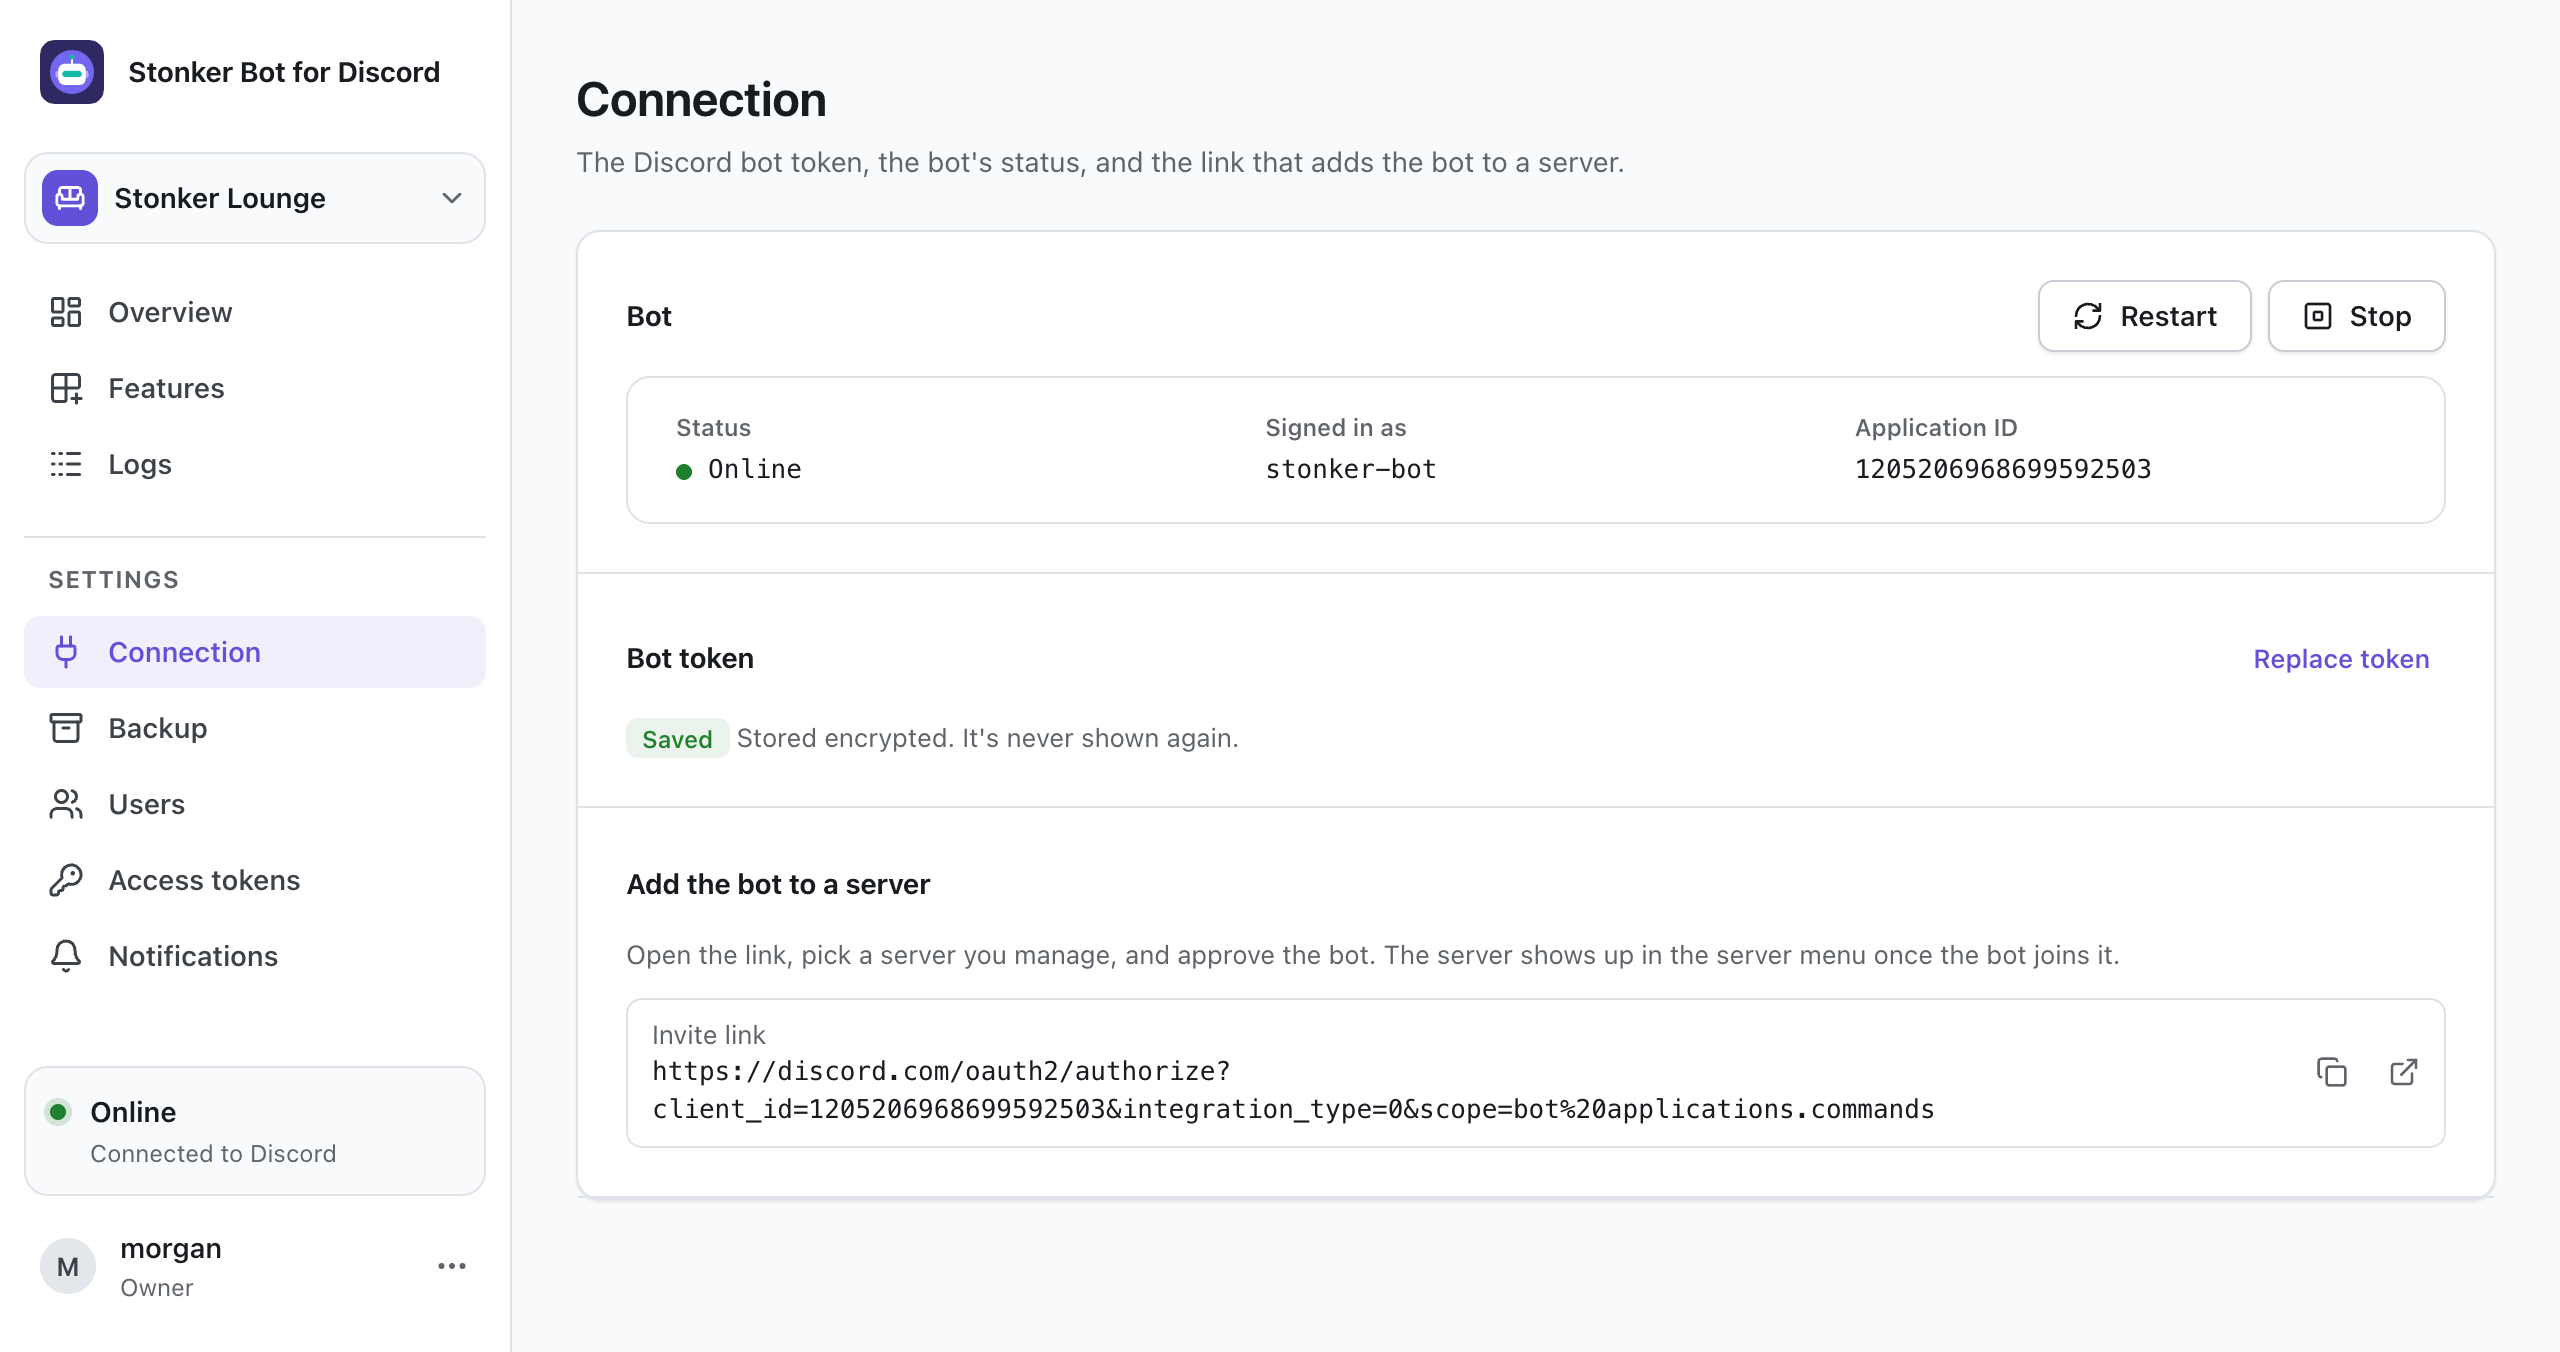 Stonker Bot for Discord
Stonker Lounge
Overview
Features
Logs
SETTINGS
Connection
Backup
Users
Access tokens
Notifications
Online
Connected to Discord
M
morgan
Owner
Connection
The Discord bot token, the bot's status, and the link that adds the bot to a server.
Bot
Restart
Stop
Status
Online
Signed in as
stonker-bot
Application ID
1205206968699592503
Bot token
Replace token
Saved Stored encrypted. It's never shown again.
Add the bot to a server
Open the link, pick a server you manage, and approve the bot. The server shows up in the server menu once the bot joins it.
Invite link
https://discord.com/oauth2/authorize?
client_id=1205206968699592503&integration_type=0&scope=bot%20applications.commands